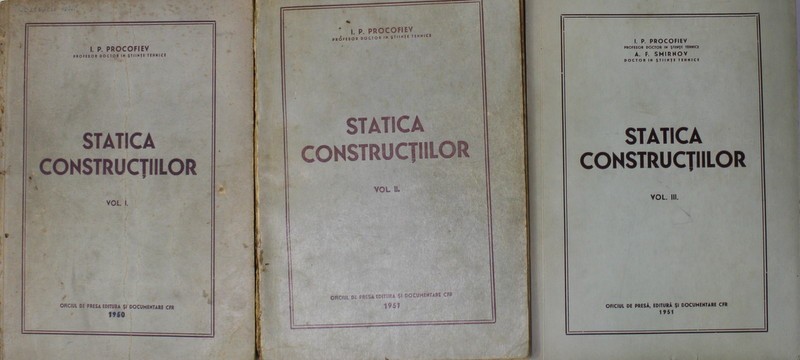 I. P. PROCOFIEV
PROFESOR DOCTOR IN ȘTIINȚE TEHNICE
STATICA
CONSTRUCȚIILOR
VOL. I.
OFICIUL DE PRESĂ EDITURĂ ȘI DOCUMENTARE CFR
1950
I. P. PROCOFIEV
PROFESOR DOCTOR IN ȘTIINȚE TEHNICE
STATICA
CONSTRUCȚIILOR
VOL. II.
OFICIUL DE PRESĂ EDITURĂ ȘI DOCUMENTARE CFR
1951
I. P. PROCOFIEV
PROFESOR DOCTOR IN ȘTIINȚE TEHNICE
A. F. SMIRNOV
DOCTOR IN ȘTIINȚE TEHNICE
STATICA
CONSTRUCȚIILOR
VOL. III.
OFICIUL DE PRESĂ, EDITURĂ ȘI DOCUMENTARE CFR
1951